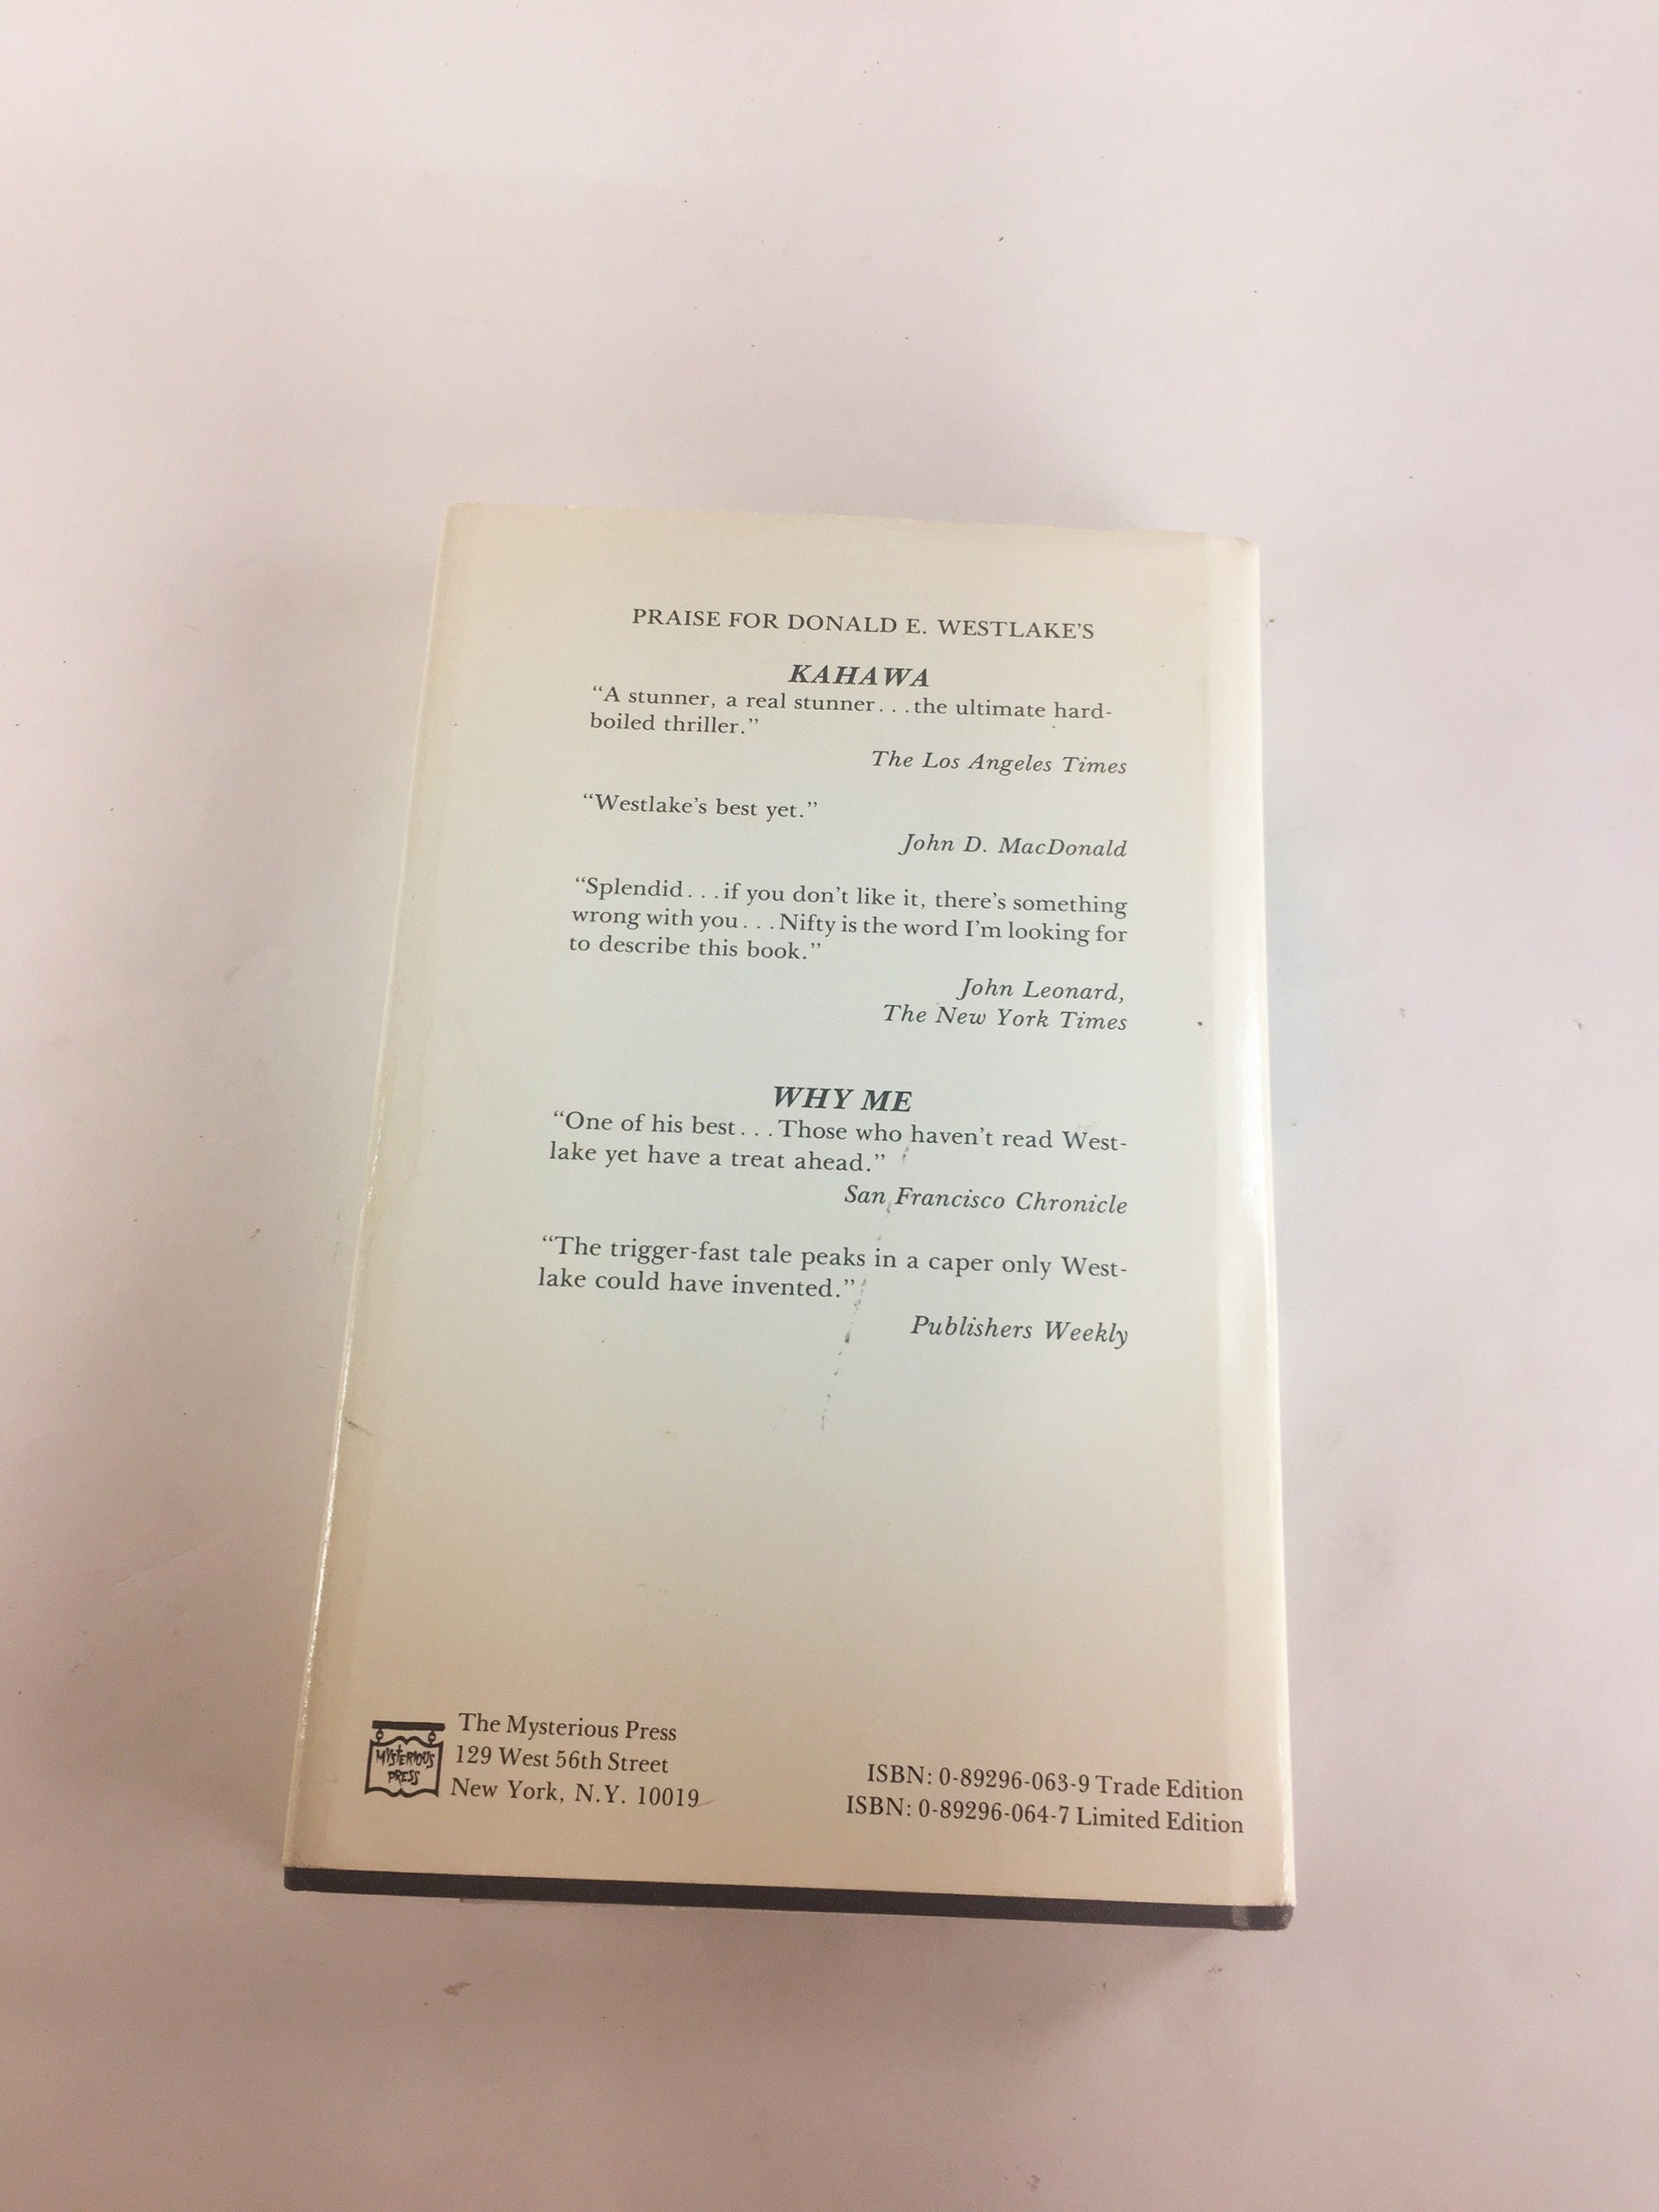 PRAISE FOR DONALD E. WESTLAKE'S
KAHAWA
“A stunner, a real stunner...the ultimate hard-
boiled thriller.”
The Los Angeles Times
“Westlake's best yet.”
John D. MacDonald
“Splendid...if you don't like it, there's something
wrong with you...Nifty is the word I'm looking for
to describe this book.”
John Leonard,
The New York Times
WHY ME
“One of his best...Those who haven't read West-
lake yet have a treat ahead.”
San Francisco Chronicle
“The trigger-fast tale peaks in a caper only West-
lake could have invented.”
Publishers Weekly
MYSTERIOUS
PRESS
The Mysterious Press
129 West 56th Street
New York, N.Y. 10019
ISBN: 0-89296-063-9 Trade Edition
ISBN: 0-89296-064-7 Limited Edition